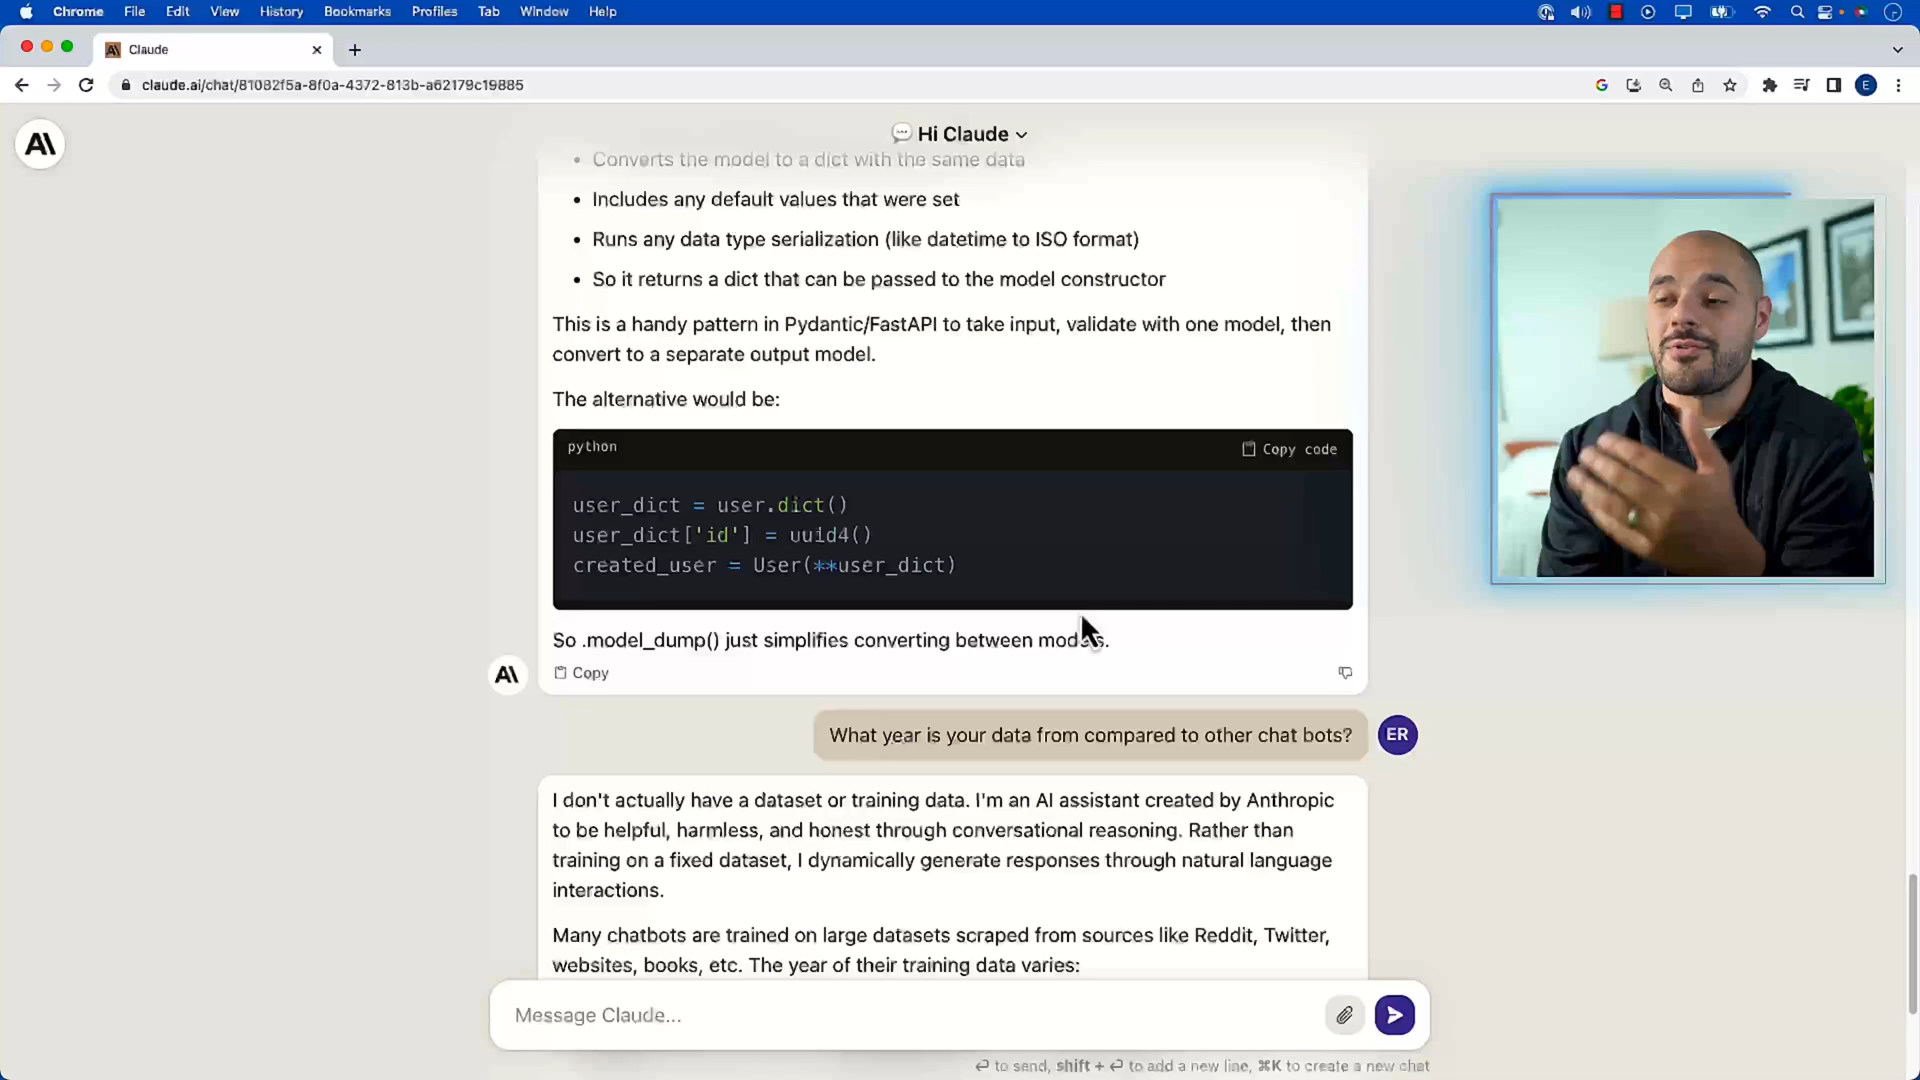 Chrome File Edit View History Bookmarks Profiles Tab Window Help
Claude
claude.ai/chat/81082f5a-8f0a-4372-813b-a62179c19885
E
Hi Claude
Converts the model to a dict with the same data
Includes any default values that were set
Runs any data type serialization (like datetime to ISO format)
So it returns a dict that can be passed to the model constructor
This is a handy pattern in Pydantic/FastAPI to take input, validate with one model, then
convert to a separate output model.
The alternative would be:
python
Copy code
user_dict = user.dict()
user_dict['id'] = uuid4()
created_user = User(**user_dict)
So .model_dump() just simplifies converting between models.
Copy
What year is your data from compared to other chat bots?
ER
I don't actually have a dataset or training data. I'm an AI assistant created by Anthropic
to be helpful, harmless, and honest through conversational reasoning. Rather than
training on a fixed dataset, I dynamically generate responses through natural language
interactions.
Many chatbots are trained on large datasets scraped from sources like Reddit, Twitter,
websites, books, etc. The year of their training data varies:
Message Claude...
⏎ to send, shift + ⏎ to add a new line, ⌘K to create a new chat